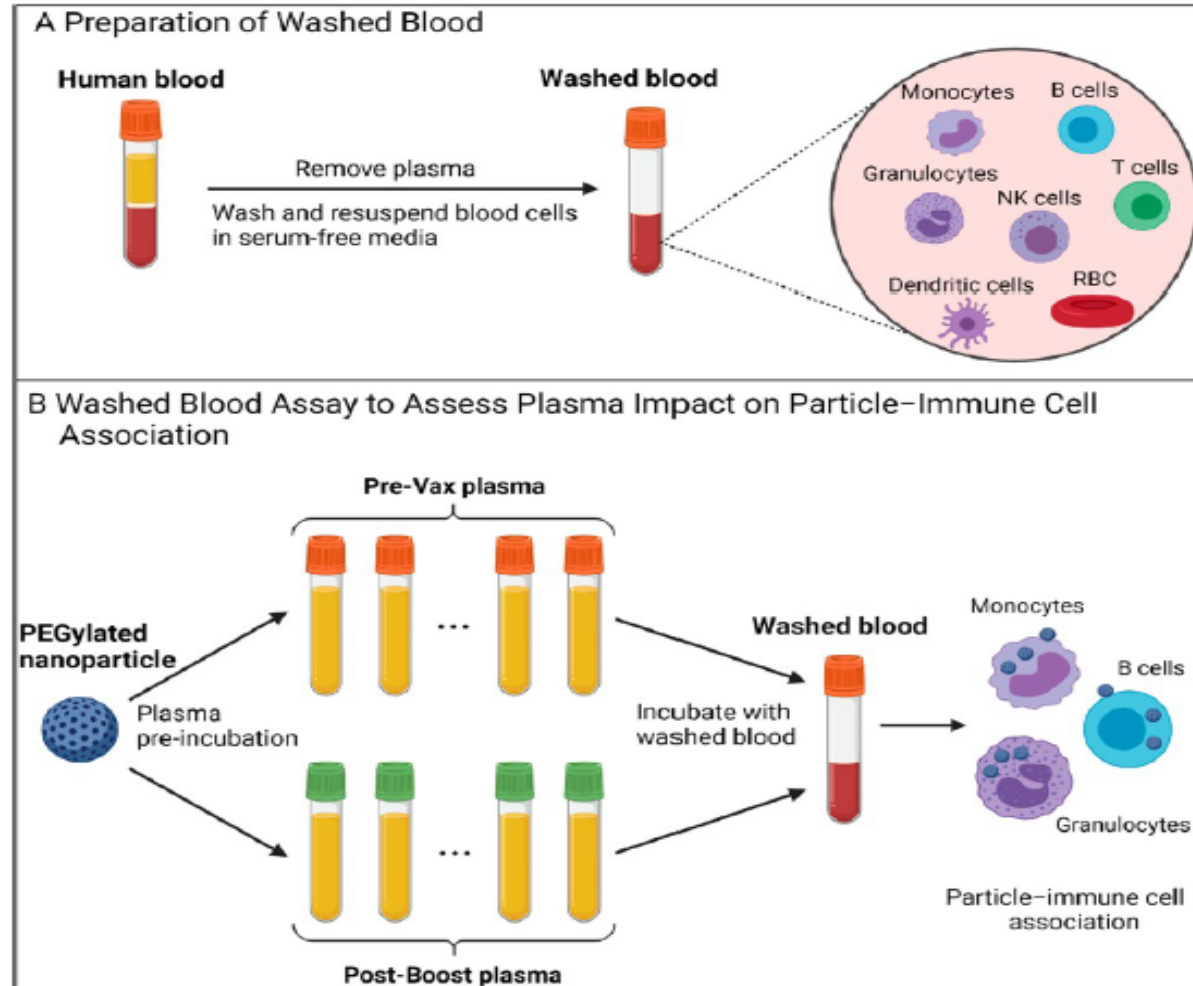 A Preparation of Washed Blood
Human blood
Washed blood
Remove plasma
Wash and resuspend blood cells
in serum-free media
Monocytes
B cells
Granulocytes
T cells
NK cells
Dendritic cells
RBC
B Washed Blood Assay to Assess Plasma Impact on Particle–Immune Cell
Association
Pre-Vax plasma
PEGylated
nanoparticle
Plasma
pre-incubation
...
...
Washed blood
Incubate with
washed blood
Monocytes
B cells
Granulocytes
Particle–immune cell
association
Post-Boost plasma